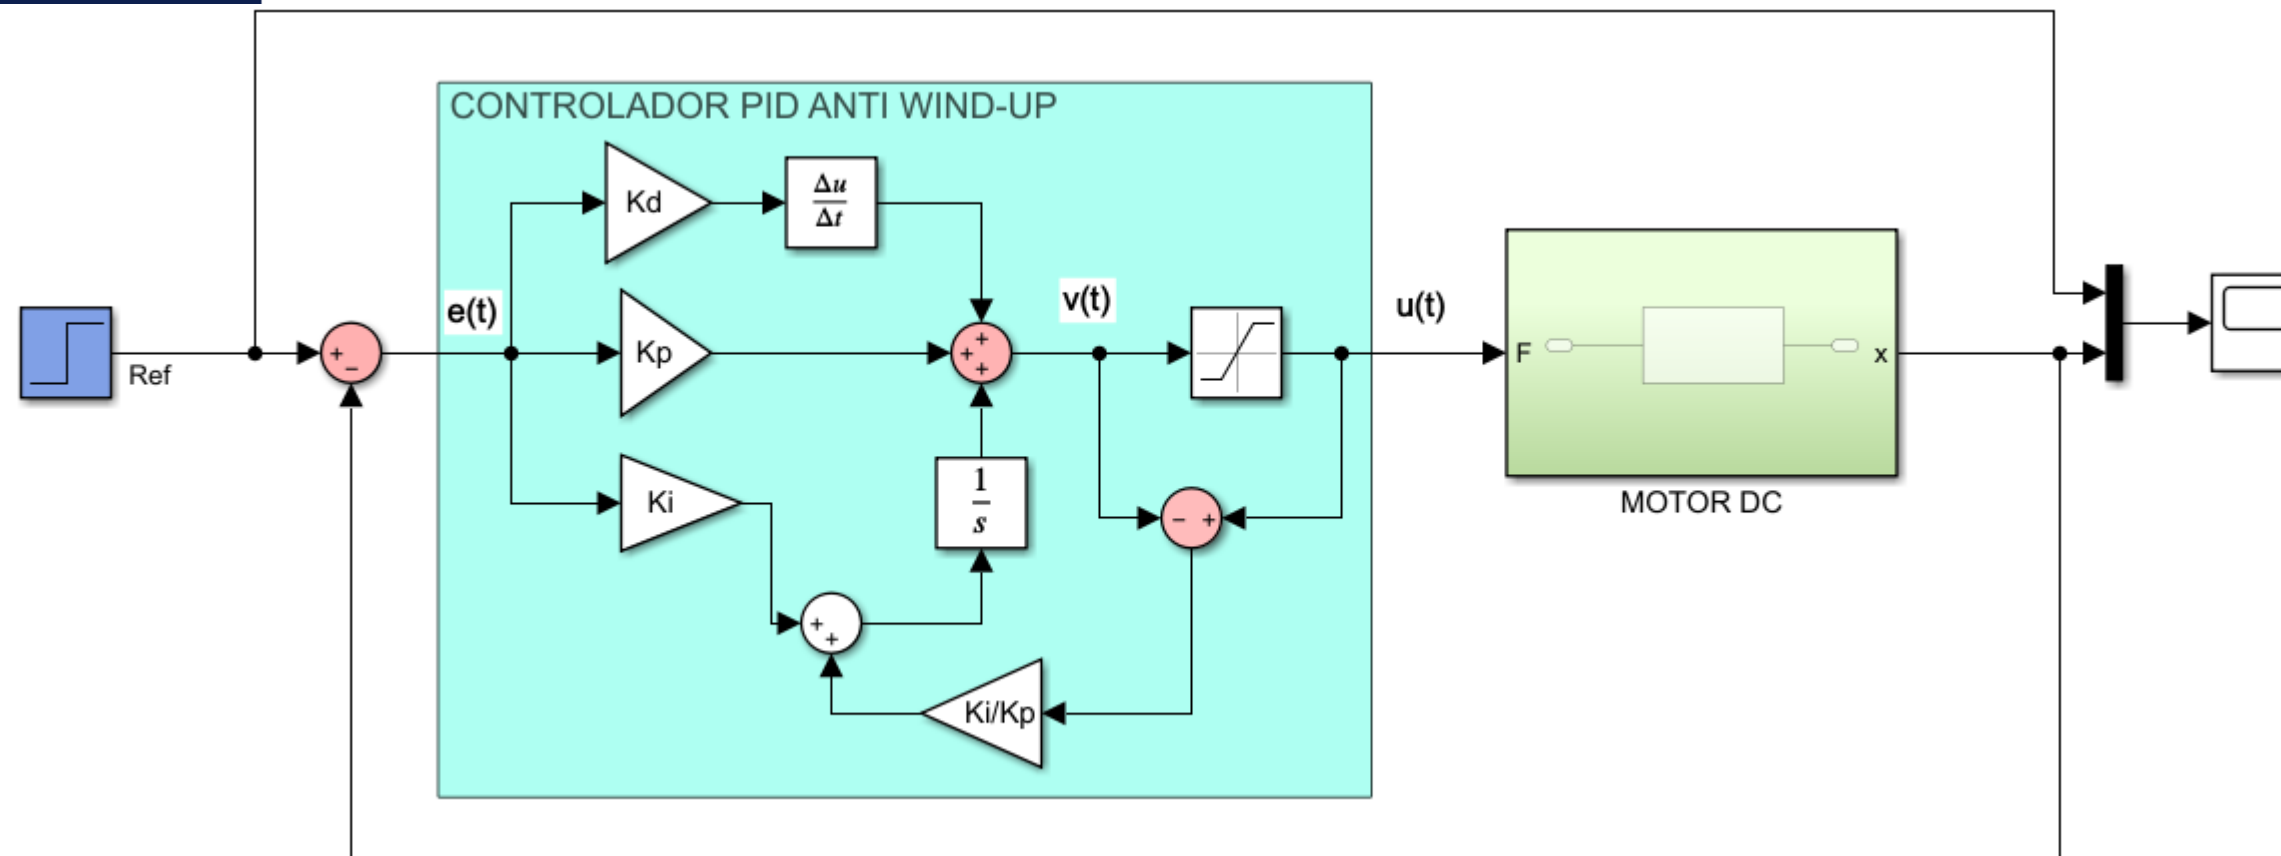 CONTROLADOR PID ANTI WIND-UP
Kd
Δu
Δt
e(t)
Kp
+
+
+
v(t)
u(t)
Ref
+
−
F
x
MOTOR DC
Ki
1
s
− +
+
+
Ki/Kp